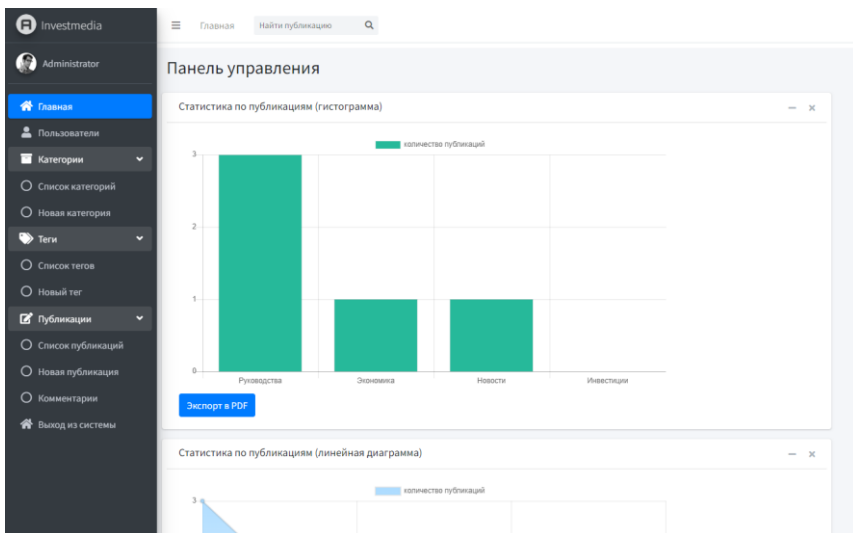 Investmedia
Главная
Найти публикацию
Administrator
Панель управления
Главная
Пользователи
Категории
Список категорий
Новая категория
Теги
Список тегов
Новый тег
Публикации
Список публикаций
Новая публикация
Комментарии
Выход из системы
Статистика по публикациям (гистограмма)
количество публикаций
3
2
1
0
Руководства Экономика Новости Инвестиции
Экспорт в PDF
Статистика по публикациям (линейная диаграмма)
количество публикаций
3